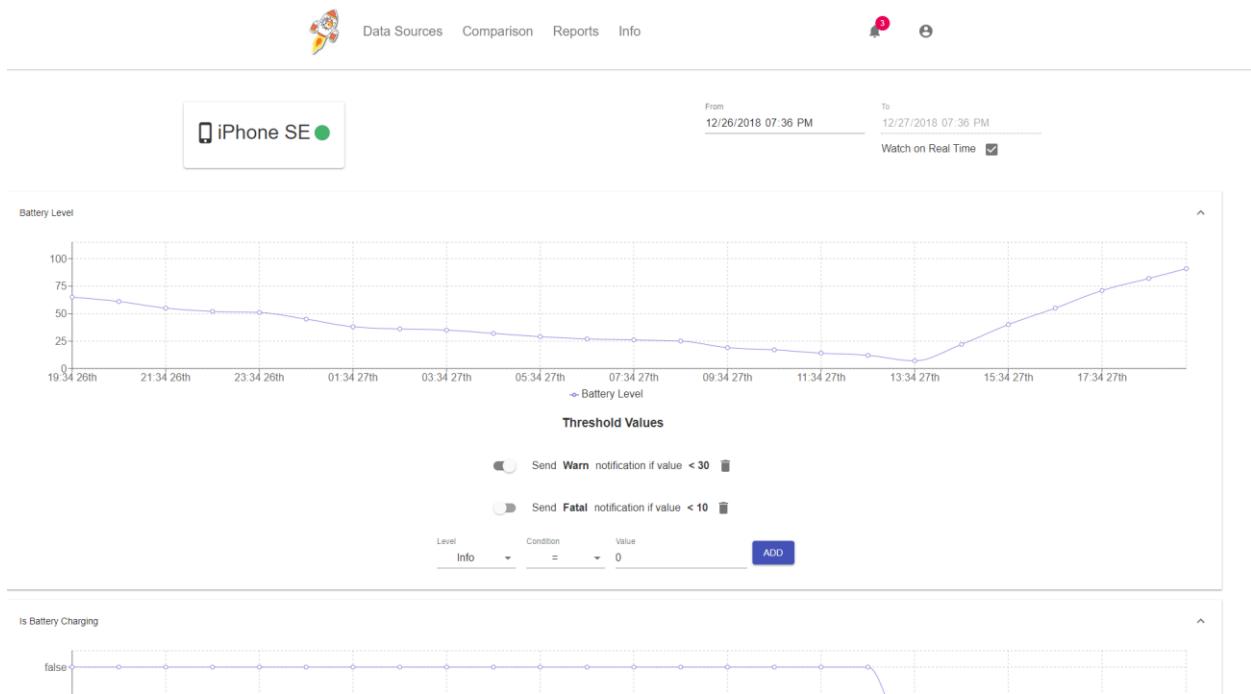 Data Sources Comparison Reports Info 3
From To
iPhone SE 12/26/2018 07:36 PM 12/27/2018 07:36 PM
Watch on Real Time
Battery Level
100
75
50
25
0
19:34 26th 21:34 26th 23:34 26th 01:34 27th 03:34 27th 05:34 27th 07:34 27th 09:34 27th 11:34 27th 13:34 27th 15:34 27th 17:34 27th
Battery Level
Threshold Values
Send Warn notification if value < 30
Send Fatal notification if value < 10
Level Condition Value
Info = 0 ADD
Is Battery Charging
false